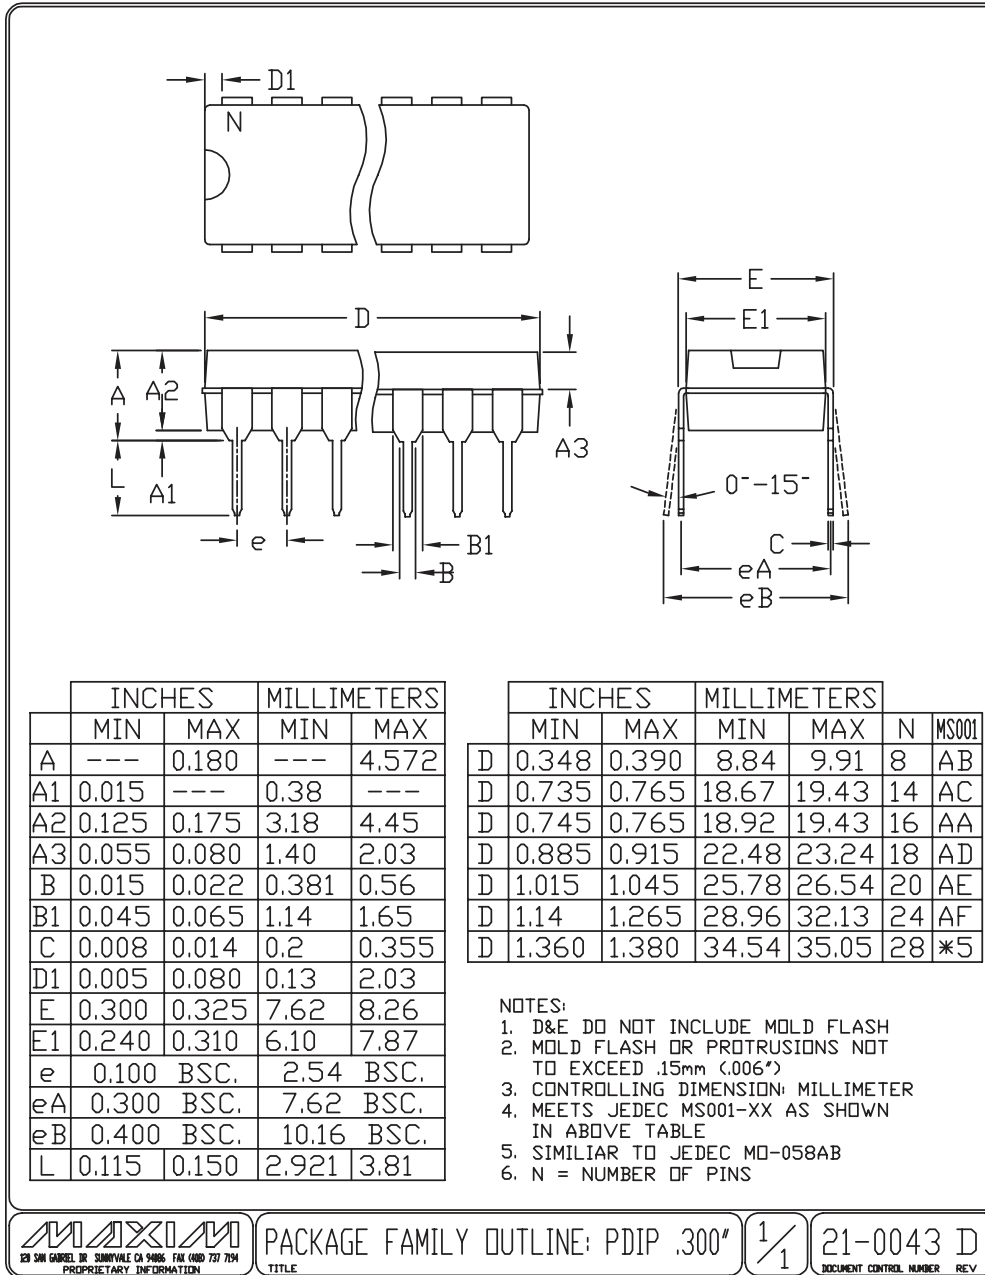 D1
N
E
E1
D
A
A2
A3
L
A1
0°-15°
e
B1
B
C
eA
eB
INCHES MILLIMETERS
MIN MAX MIN MAX
A --- 0.180 --- 4.572
A1 0.015 --- 0.38 ---
A2 0.125 0.175 3.18 4.45
A3 0.055 0.080 1.40 2.03
B 0.015 0.022 0.381 0.56
B1 0.045 0.065 1.14 1.65
C 0.008 0.014 0.2 0.355
D1 0.005 0.080 0.13 2.03
E 0.300 0.325 7.62 8.26
E1 0.240 0.310 6.10 7.87
e 0.100 BSC. 2.54 BSC.
eA 0.300 BSC. 7.62 BSC.
eB 0.400 BSC. 10.16 BSC.
L 0.115 0.150 2.921 3.81
INCHES MILLIMETERS
MIN MAX MIN MAX N MS001
D 0.348 0.390 8.84 9.91 8 AB
D 0.735 0.765 18.67 19.43 14 AC
D 0.745 0.765 18.92 19.43 16 AA
D 0.885 0.915 22.48 23.24 18 AD
D 1.015 1.045 25.78 26.54 20 AE
D 1.14 1.265 28.96 32.13 24 AF
D 1.360 1.380 34.54 35.05 28 *5
NOTES:
1. D&E DO NOT INCLUDE MOLD FLASH
2. MOLD FLASH OR PROTRUSIONS NOT
TO EXCEED .15mm (.006")
3. CONTROLLING DIMENSION: MILLIMETER
4. MEETS JEDEC MS001-XX AS SHOWN
IN ABOVE TABLE
5. SIMILIAR TO JEDEC MO-058AB
6. N = NUMBER OF PINS
MAXIM
120 SAN GABRIEL DR SUNNYVALE CA 94086 FAX (408) 737 7194
PROPRIETARY INFORMATION
PACKAGE FAMILY OUTLINE: PDIP .300"
TITLE
1/1
21-0043 D
DOCUMENT CONTROL NUMBER REV